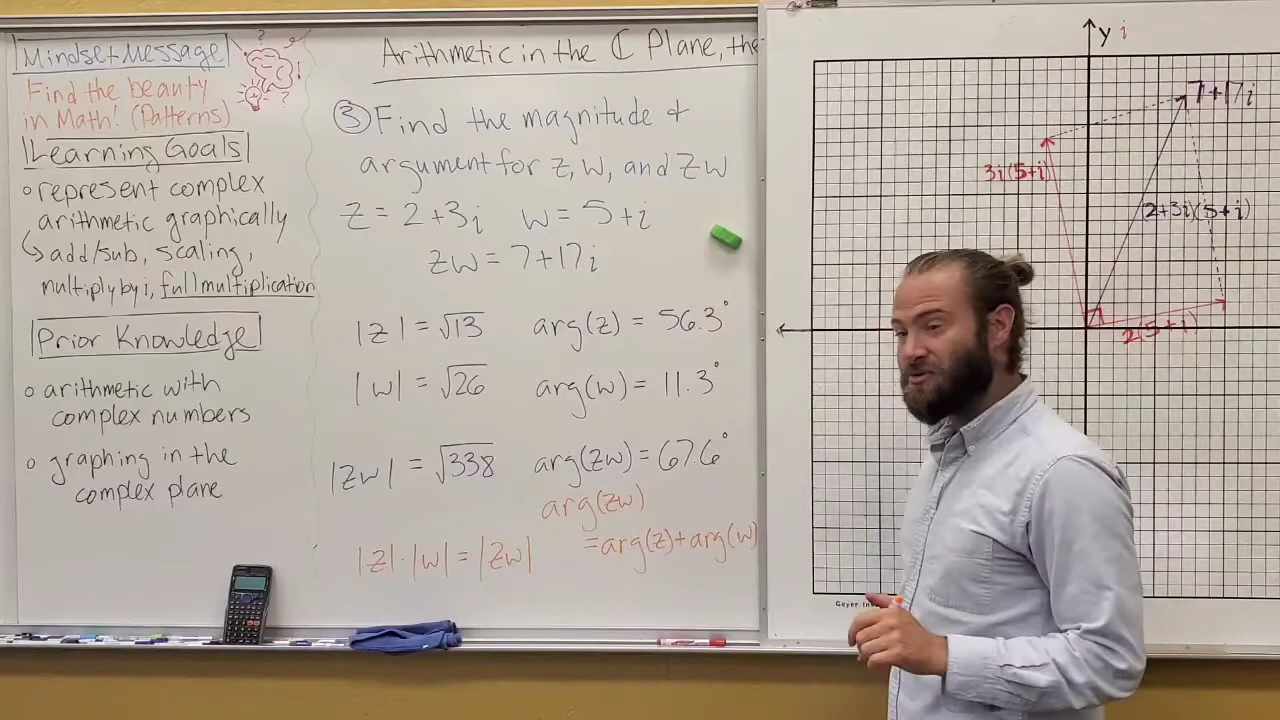 Mindset Message
Find the beauty
in Math! (Patterns)
Learning Goals
represent complex
arithmetic graphically
add/sub, scaling,
multiply by i, full multiplication
Prior Knowledge
arithmetic with
complex numbers
graphing in the
complex plane
Arithmetic in the ℂ Plane, the
③ Find the magnitude &
argument for z, w, and zw
z = 2+3i w = 5+i
zw = 7+17i
|z| = √13 arg(z) = 56.3°
|w| = √26 arg(w) = 11.3°
|zw| = √338 arg(zw) = 67.6°
arg(zw)
= arg(z) + arg(w)
|z|·|w| = |zw|
y i
7+17i
3i(5+i)
(2+3i)(5+i)
2(5+i)
Geyer